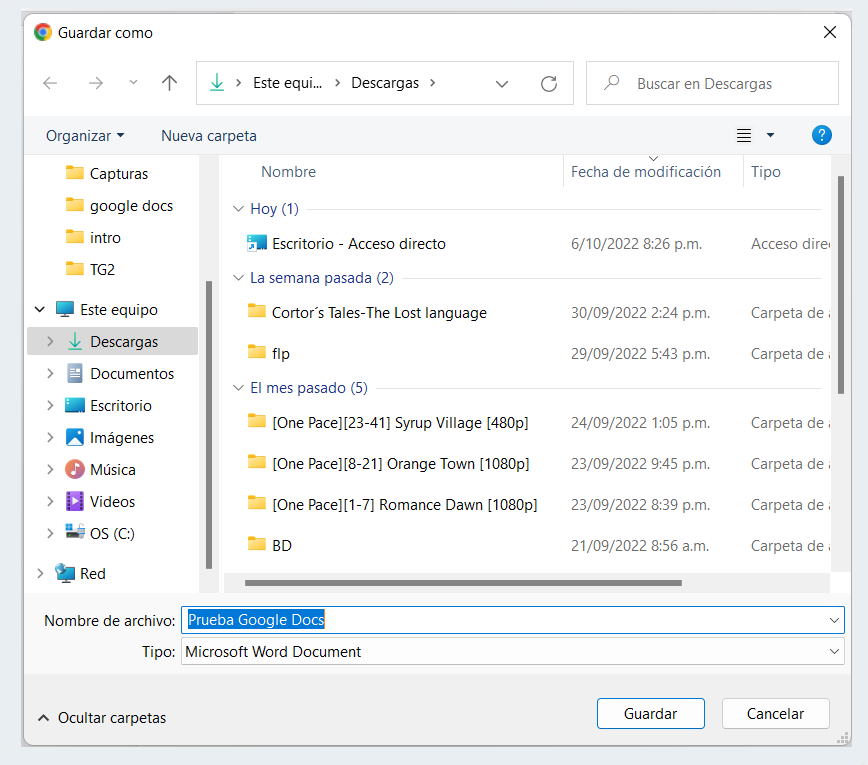 Guardar como
Este equi... Descargas
Buscar en Descargas
Organizar
Nueva carpeta
?
Capturas
google docs
intro
TG2
Este equipo
Descargas
Documentos
Escritorio
Imágenes
Música
Videos
OS (C:)
Red
Nombre Fecha de modificación Tipo
Hoy (1)
Escritorio - Acceso directo 6/10/2022 8:26 p.m. Acceso dire
La semana pasada (2)
Cortor´s Tales-The Lost language 30/09/2022 2:24 p.m. Carpeta de a
flp 29/09/2022 5:43 p.m. Carpeta de a
El mes pasado (5)
[One Pace][23-41] Syrup Village [480p] 24/09/2022 1:05 p.m. Carpeta de a
[One Pace][8-21] Orange Town [1080p] 23/09/2022 9:45 p.m. Carpeta de a
[One Pace][1-7] Romance Dawn [1080p] 23/09/2022 8:39 p.m. Carpeta de a
BD 21/09/2022 8:56 a.m. Carpeta de a
Nombre de archivo: Prueba Google Docs
Tipo: Microsoft Word Document
Ocultar carpetas
Guardar
Cancelar